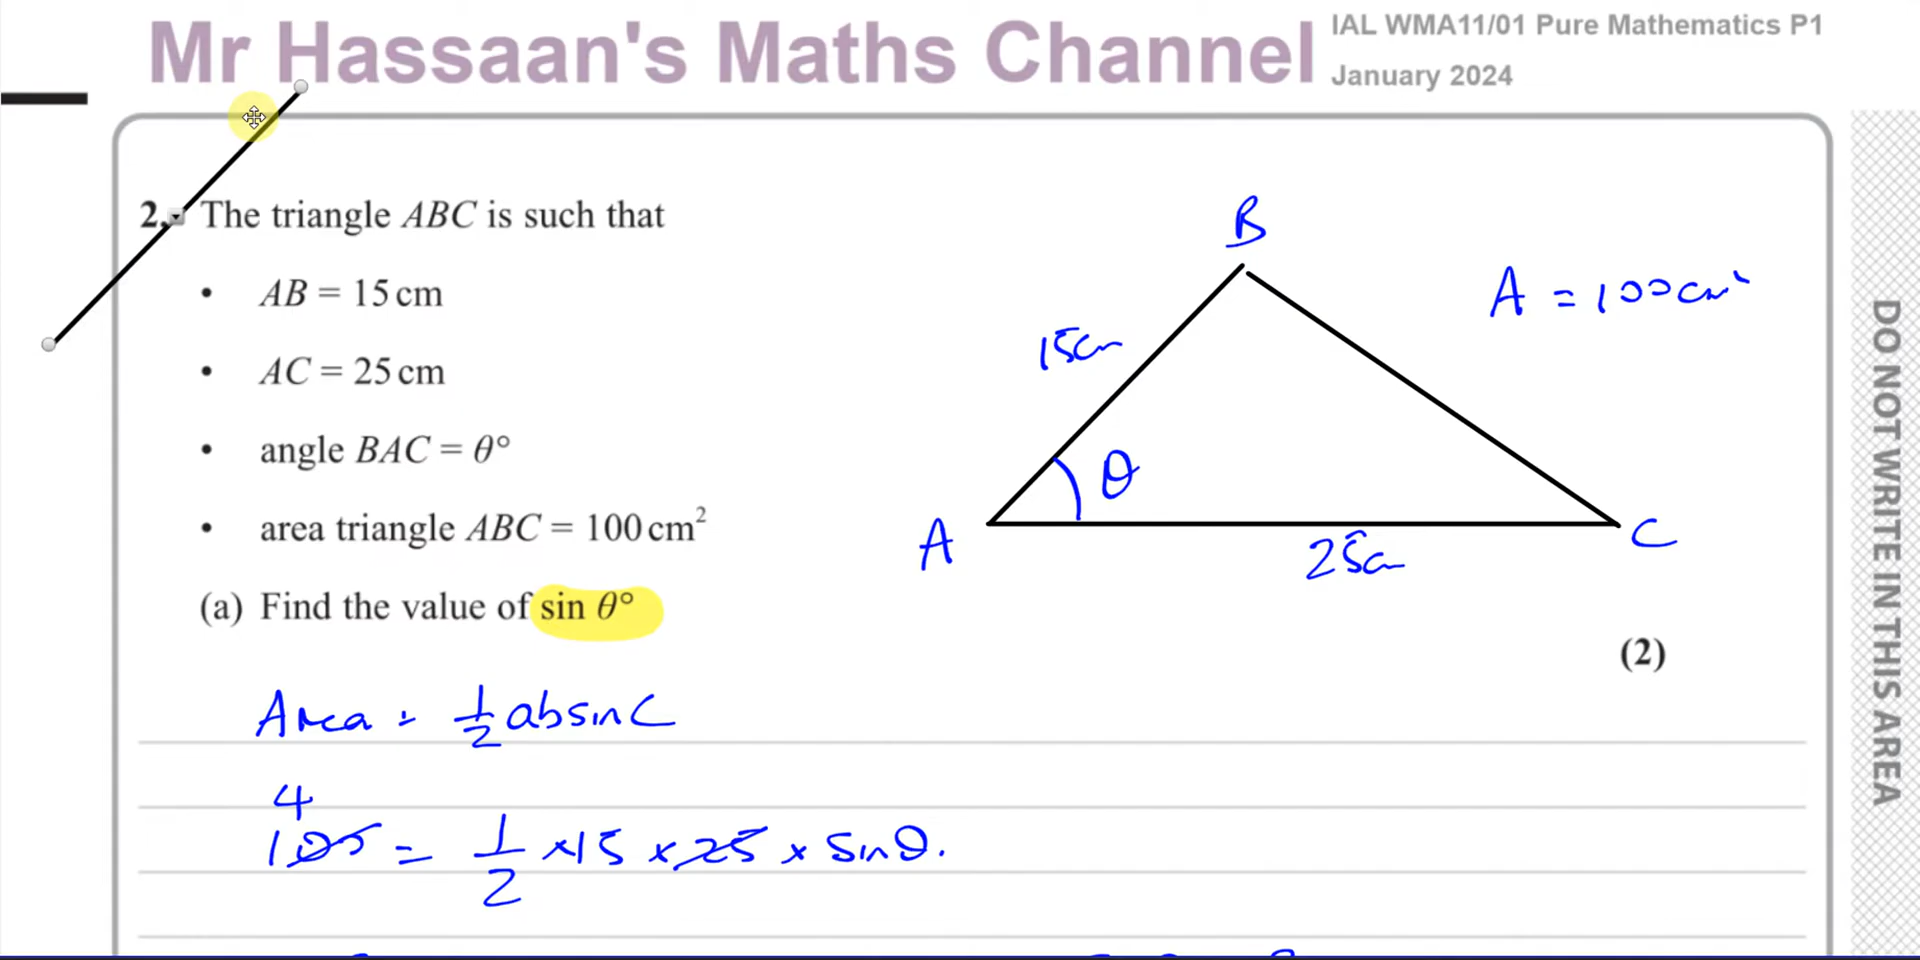 Mr Hassaan's Maths Channel
IAL WMA11/01 Pure Mathematics P1
January 2024
2. The triangle ABC is such that
• AB = 15 cm
• AC = 25 cm
• angle BAC = θ°
• area triangle ABC = 100 cm²
(a) Find the value of sin θ°
(2)
B
A = 100cm²
15cm
θ
A
25cm
C
Area = ½ absinC
4
100 = ½ × 15 × 25 × sinθ.
DO NOT WRITE IN THIS AREA